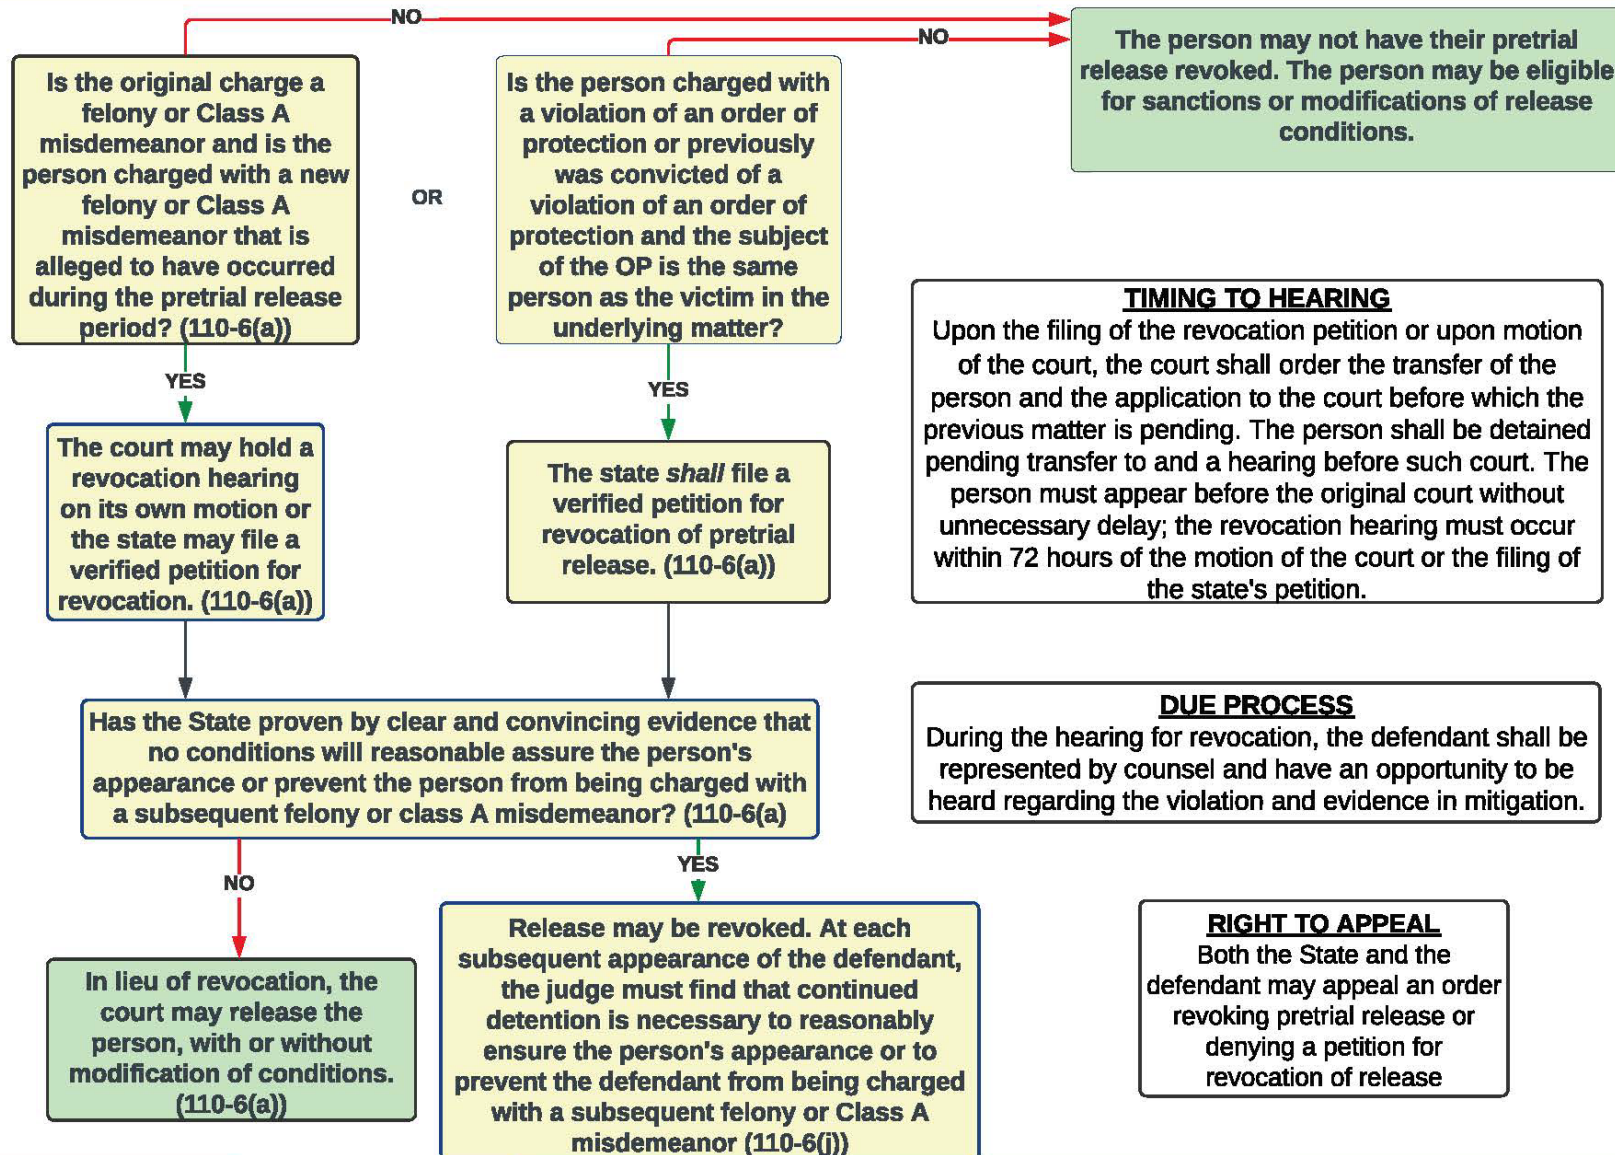 NO
NO
Is the original charge a
felony or Class A
misdemeanor and is the
person charged with a new
felony or Class A
misdemeanor that is
alleged to have occurred
during the pretrial release
period? (110-6(a))
OR
Is the person charged with
a violation of an order of
protection or previously
was convicted of a
violation of an order of
protection and the subject
of the OP is the same
person as the victim in the
underlying matter?
The person may not have their pretrial
release revoked. The person may be eligible
for sanctions or modifications of release
conditions.
YES
YES
The court may hold a
revocation hearing
on its own motion or
the state may file a
verified petition for
revocation. (110-6(a))
The state shall file a
verified petition for
revocation of pretrial
release. (110-6(a))
TIMING TO HEARING
Upon the filing of the revocation petition or upon motion
of the court, the court shall order the transfer of the
person and the application to the court before which the
previous matter is pending. The person shall be detained
pending transfer to and a hearing before such court. The
person must appear before the original court without
unnecessary delay; the revocation hearing must occur
within 72 hours of the motion of the court or the filing of
the state's petition.
Has the State proven by clear and convincing evidence that
no conditions will reasonable assure the person's
appearance or prevent the person from being charged with
a subsequent felony or class A misdemeanor? (110-6(a)
DUE PROCESS
During the hearing for revocation, the defendant shall be
represented by counsel and have an opportunity to be
heard regarding the violation and evidence in mitigation.
NO
YES
In lieu of revocation, the
court may release the
person, with or without
modification of conditions.
(110-6(a))
Release may be revoked. At each
subsequent appearance of the defendant,
the judge must find that continued
detention is necessary to reasonably
ensure the person's appearance or to
prevent the defendant from being charged
with a subsequent felony or Class A
misdemeanor (110-6(j))
RIGHT TO APPEAL
Both the State and the
defendant may appeal an order
revoking pretrial release or
denying a petition for
revocation of release